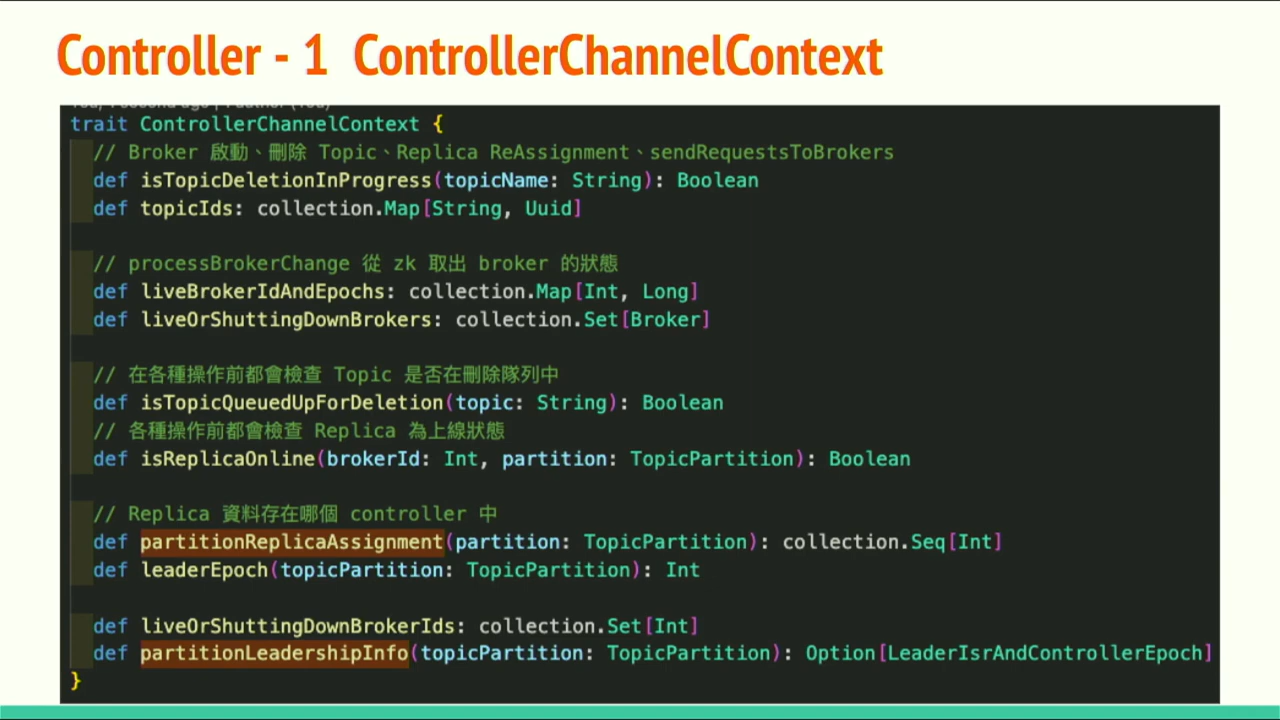 Controller - 1 ControllerChannelContext
trait ControllerChannelContext {
// Broker 啟動、刪除 Topic、Replica ReAssignment、sendRequestsToBrokers
def isTopicDeletionInProgress(topicName: String): Boolean
def topicIds: collection.Map[String, Uuid]
// processBrokerChange 從 zk 取出 broker 的狀態
def liveBrokerIdAndEpochs: collection.Map[Int, Long]
def liveOrShuttingDownBrokers: collection.Set[Broker]
// 在各種操作前都會檢查 Topic 是否在刪除隊列中
def isTopicQueuedUpForDeletion(topic: String): Boolean
// 各種操作前都會檢查 Replica 為上線狀態
def isReplicaOnline(brokerId: Int, partition: TopicPartition): Boolean
// Replica 資料存在哪個 controller 中
def partitionReplicaAssignment(partition: TopicPartition): collection.Seq[Int]
def leaderEpoch(topicPartition: TopicPartition): Int
def liveOrShuttingDownBrokerIds: collection.Set[Int]
def partitionLeadershipInfo(topicPartition: TopicPartition): Option[LeaderIsrAndControllerEpoch]
}